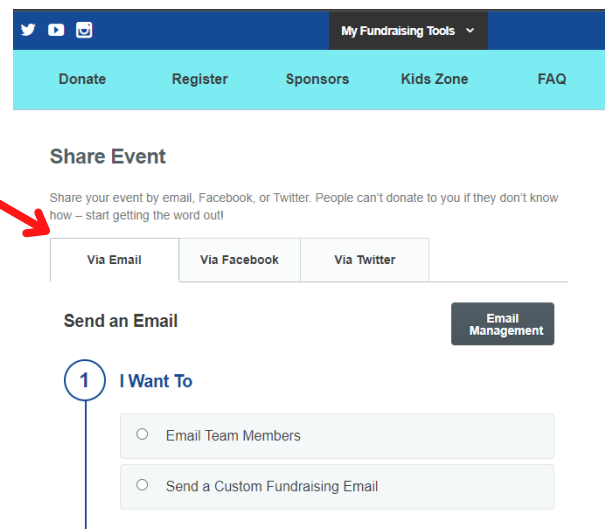 My Fundraising Tools
Donate Register Sponsors Kids Zone FAQ
Share Event
Share your event by email, Facebook, or Twitter. People can't donate to you if they don't know
how – start getting the word out!
Via Email Via Facebook Via Twitter
Send an Email
Email
Management
1 I Want To
Email Team Members
Send a Custom Fundraising Email